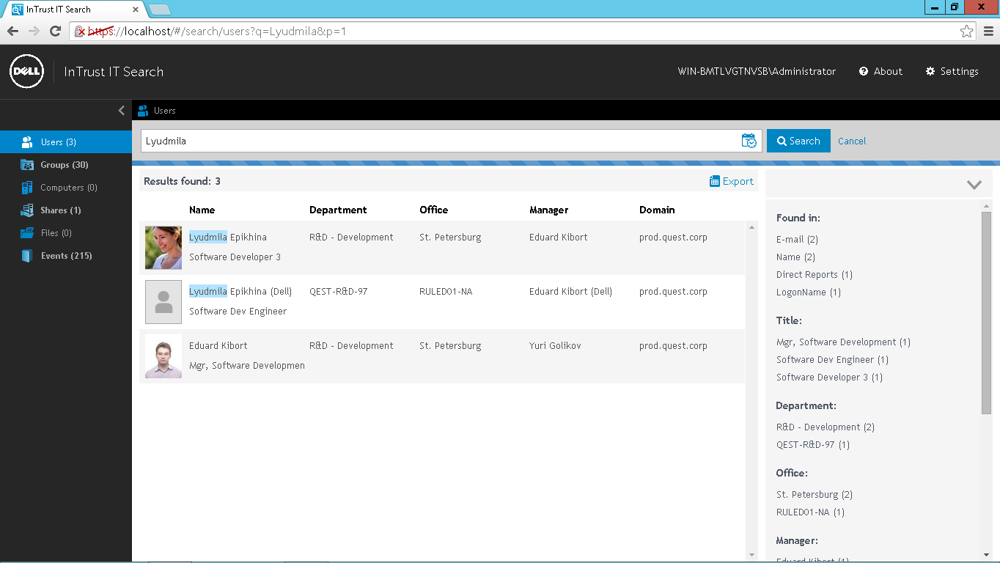 InTrust IT Search
https://localhost/#/search/users?q=Lyudmila&p=1
DELL
InTrust IT Search
WIN-BMTLVGTNVSB\Administrator
About
Settings
Users
Users (3)
Groups (30)
Computers (0)
Shares (1)
Files (0)
Events (215)
Lyudmila
Search
Cancel
Results found: 3
Export
Name Department Office Manager Domain
Lyudmila Epikhina R&D - Development St. Petersburg Eduard Kibort prod.quest.corp
Software Developer 3
Lyudmila Epikhina (Dell) QEST-R&D-97 RULED01-NA Eduard Kibort (Dell) prod.quest.corp
Software Dev Engineer
Eduard Kibort R&D - Development St. Petersburg Yuri Golikov prod.quest.corp
Mgr, Software Developmen
Found in:
E-mail (2)
Name (2)
Direct Reports (1)
LogonName (1)
Title:
Mgr, Software Development (1)
Software Dev Engineer (1)
Software Developer 3 (1)
Department:
R&D - Development (2)
QEST-R&D-97 (1)
Office:
St. Petersburg (2)
RULED01-NA (1)
Manager:
Eduard Kibort (1)